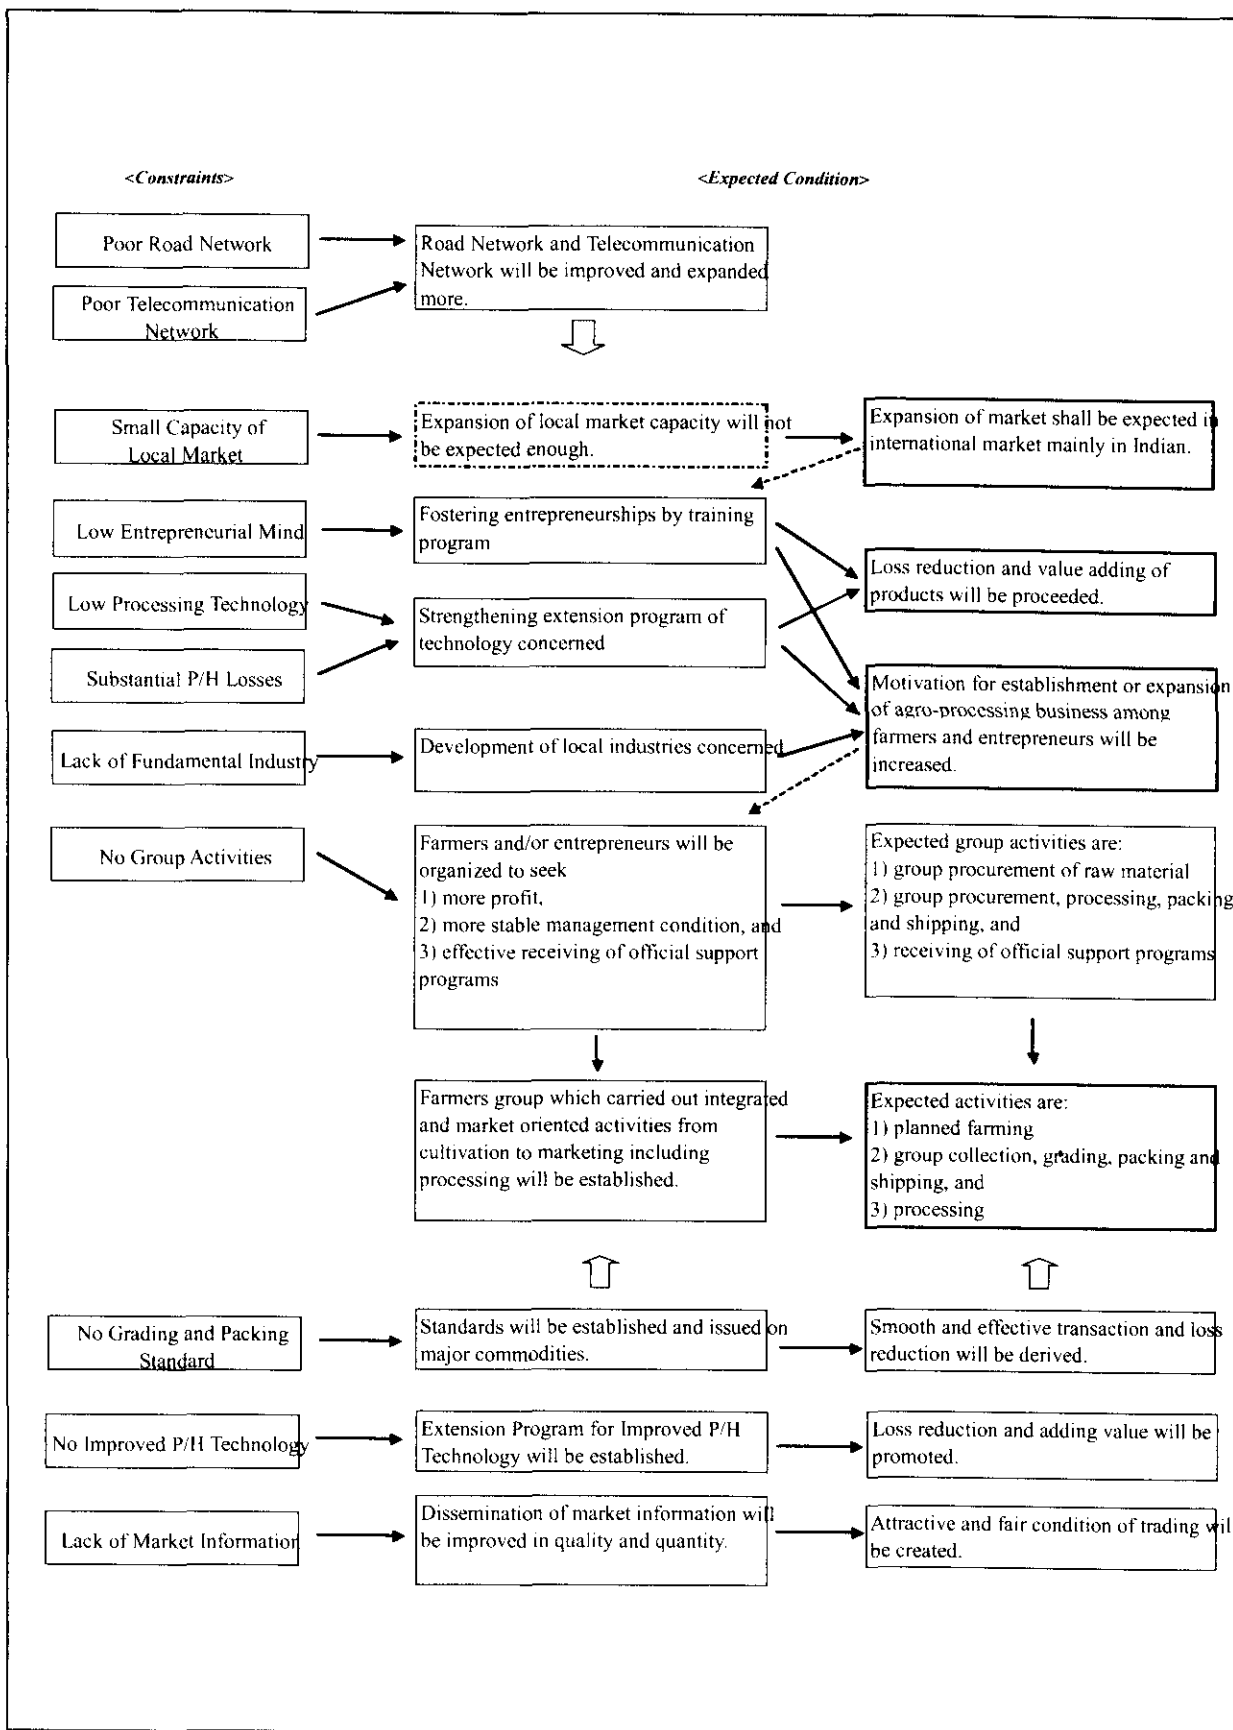 <Constraints>
<Expected Condition>
Poor Road Network
Road Network and Telecommunication
Network will be improved and expanded
more.
Poor Telecommunication
Network
Small Capacity of
Local Market
Expansion of local market capacity will not
be expected enough.
Expansion of market shall be expected in
international market mainly in Indian.
Low Entrepreneurial Mind
Fostering entrepreneurships by training
program
Loss reduction and value adding of
products will be proceeded.
Low Processing Technology
Strengthening extension program of
technology concerned
Substantial P/H Losses
Motivation for establishment or expansion
of agro-processing business among
farmers and entrepreneurs will be
increased.
Lack of Fundamental Industry
Development of local industries concerned
No Group Activities
Farmers and/or entrepreneurs will be
organized to seek
1) more profit,
2) more stable management condition, and
3) effective receiving of official support
programs
Expected group activities are:
1) group procurement of raw material
2) group procurement, processing, packing
and shipping, and
3) receiving of official support programs
Farmers group which carried out integrated
and market oriented activities from
cultivation to marketing including
processing will be established.
Expected activities are:
1) planned farming
2) group collection, grading, packing and
shipping, and
3) processing
No Grading and Packing
Standard
Standards will be established and issued on
major commodities.
Smooth and effective transaction and loss
reduction will be derived.
No Improved P/H Technology
Extension Program for Improved P/H
Technology will be established.
Loss reduction and adding value will be
promoted.
Lack of Market Information
Dissemination of market information will
be improved in quality and quantity.
Attractive and fair condition of trading wil
be created.